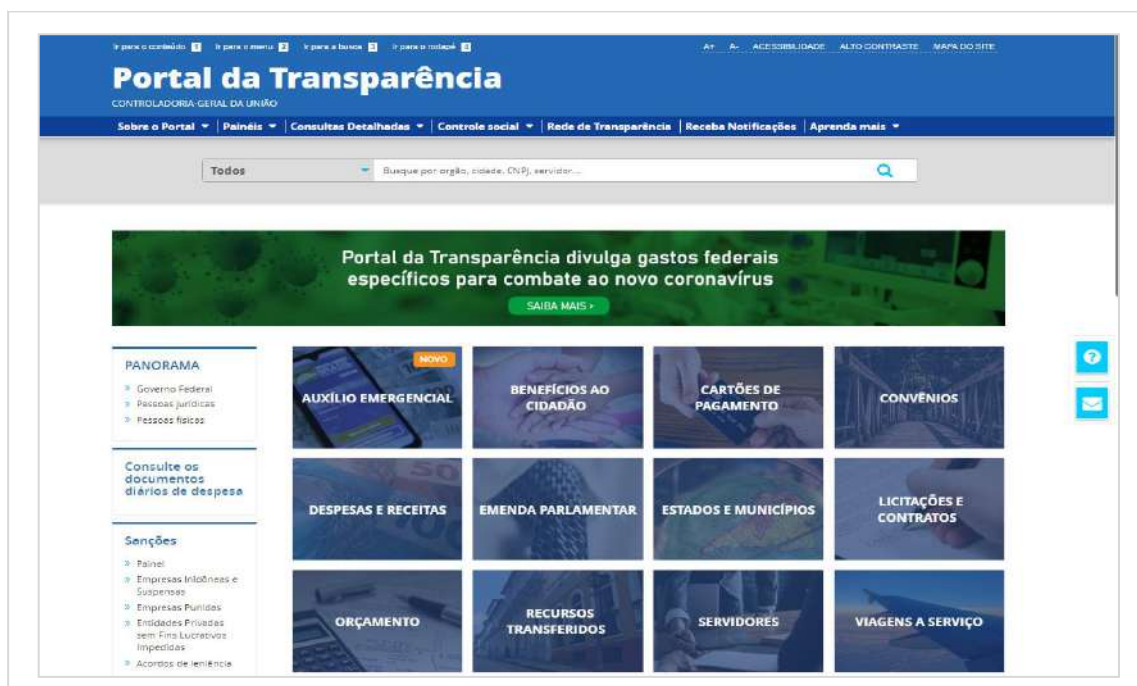 Ir para o conteúdo 1 Ir para o menu 2 Ir para a busca 3 Ir para o rodapé 4
A+ A- ACESSIBILIDADE ALTO CONTRASTE MAPA DO SITE
Portal da Transparência
CONTROLADORIA-GERAL DA UNIÃO
Sobre o Portal Painéis Consultas Detalhadas Controle social Rede de Transparência Receba Notificações Aprenda mais
Todos Busque por órgão, cidade, CNPJ, servidor...
Portal da Transparência divulga gastos federais
específicos para combate ao novo coronavírus
SAIBA MAIS >
PANORAMA
» Governo Federal
» Pessoas jurídicas
» Pessoas físicas
Consulte os
documentos
diários de despesa
Sanções
» Painel
» Empresas Inidôneas e
Suspensas
» Empresas Punidas
» Entidades Privadas
sem Fins Lucrativos
Impedidas
» Acordos de leniência
NOVO
AUXÍLIO EMERGENCIAL
BENEFÍCIOS AO
CIDADÃO
CARTÕES DE
PAGAMENTO
CONVÊNIOS
DESPESAS E RECEITAS
EMENDA PARLAMENTAR
ESTADOS E MUNICÍPIOS
LICITAÇÕES E
CONTRATOS
ORÇAMENTO
RECURSOS
TRANSFERIDOS
SERVIDORES
VIAGENS A SERVIÇO
?